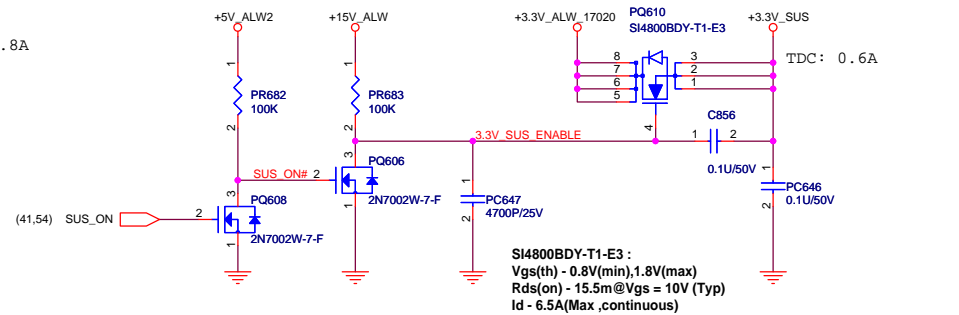 +5V_ALW2
+15V_ALW
+3.3V_ALW_17020
PQ610
SI4800BDY-T1-E3
+3.3V_SUS
.8A
TDC: 0.6A
1
PR682
100K
2
1
PR683
100K
2
8
7
6
5
3
2
1
4
C856
1
2
0.1U/50V
3.3V_SUS_ENABLE
3
PQ606
2N7002W-7-F
SUS_ON#
2
1
3
PQ608
2N7002W-7-F
(41,54)
SUS_ON
2
1
1
PC647
4700P/25V
2
1
PC646
0.1U/50V
2
SI4800BDY-T1-E3 :
Vgs(th) - 0.8V(min),1.8V(max)
Rds(on) - 15.5m@Vgs = 10V (Typ)
Id - 6.5A(Max ,continuous)